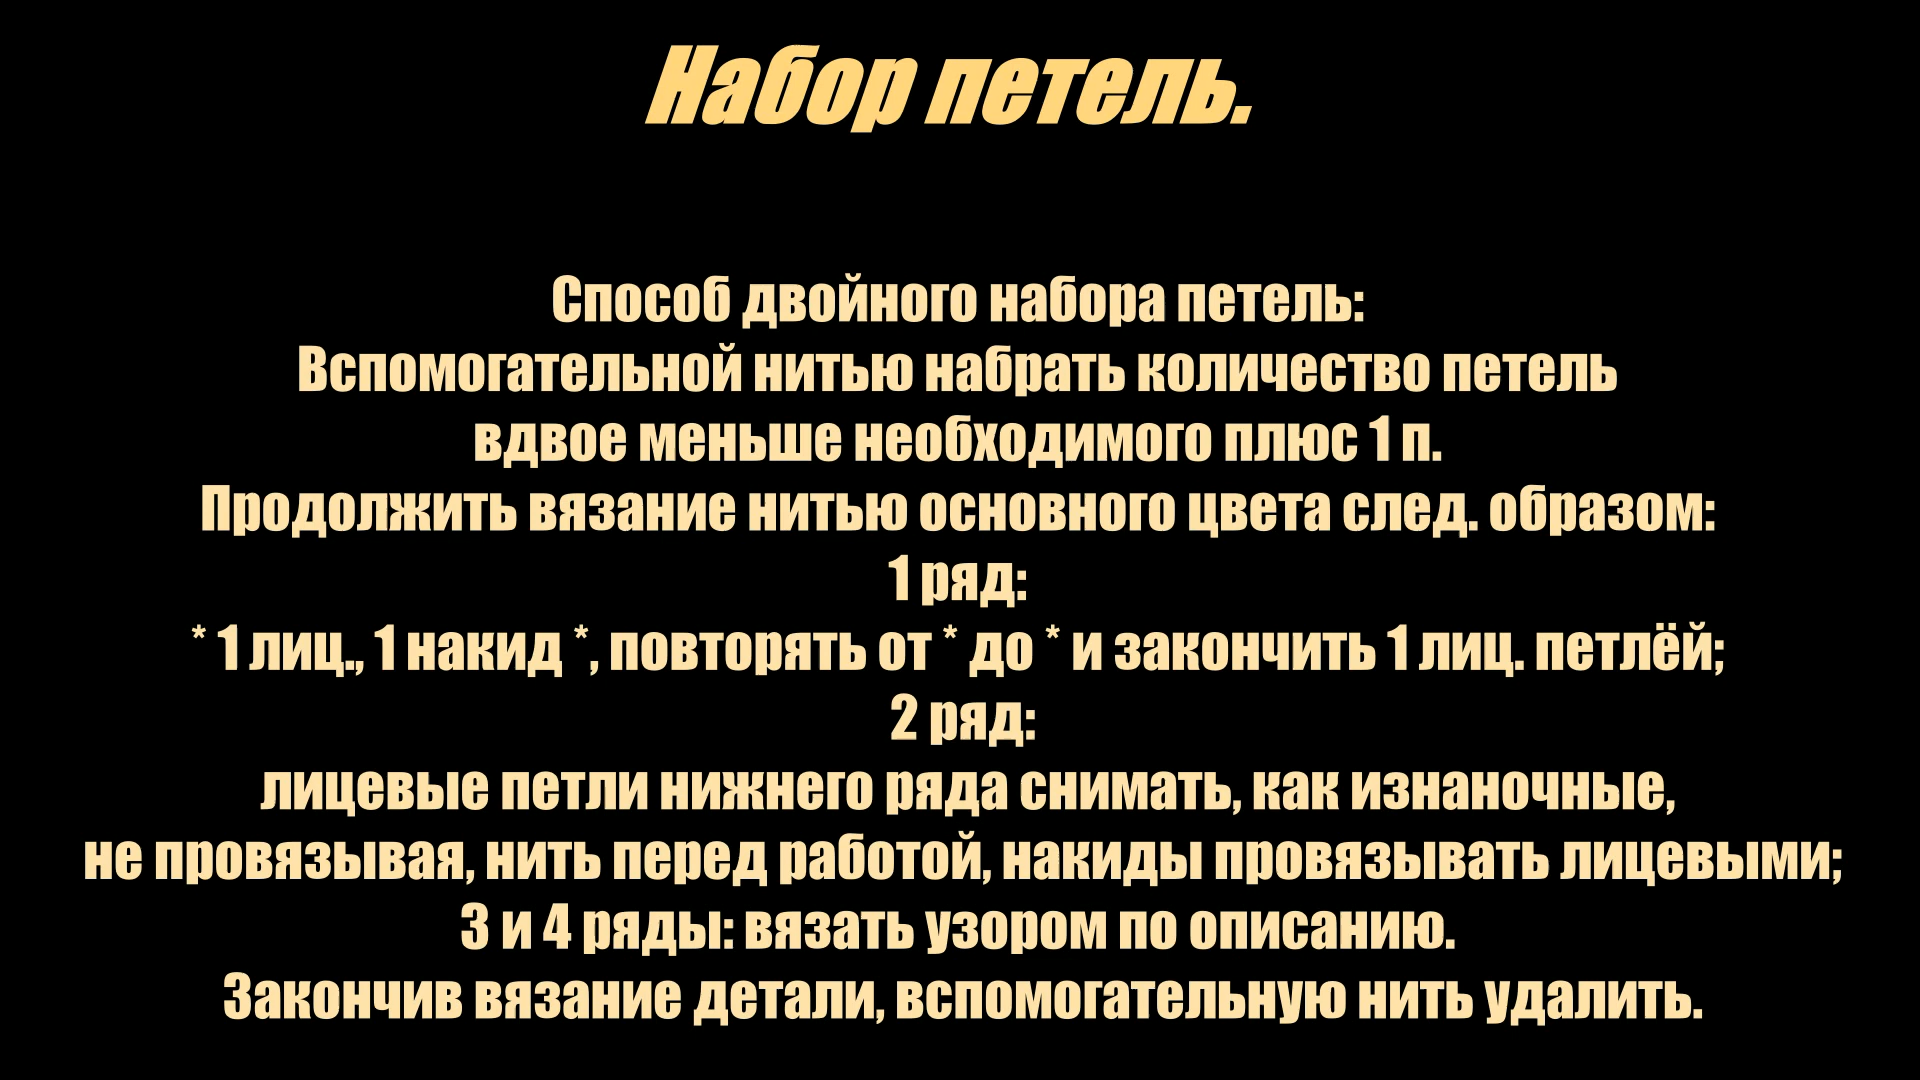 Набор петель.
Способ двойного набора петель:
Вспомогательной нитью набрать количество петель
вдвое меньше необходимого плюс 1 п.
Продолжить вязание нитью основного цвета след. образом:
1 ряд:
* 1 лиц., 1 накид *, повторять от * до * и закончить 1 лиц. петлёй;
2 ряд:
лицевые петли нижнего ряда снимать, как изнаночные,
не провязывая, нить перед работой, накиды провязывать лицевыми;
3 и 4 ряды: вязать узором по описанию.
Закончив вязание детали, вспомогательную нить удалить.